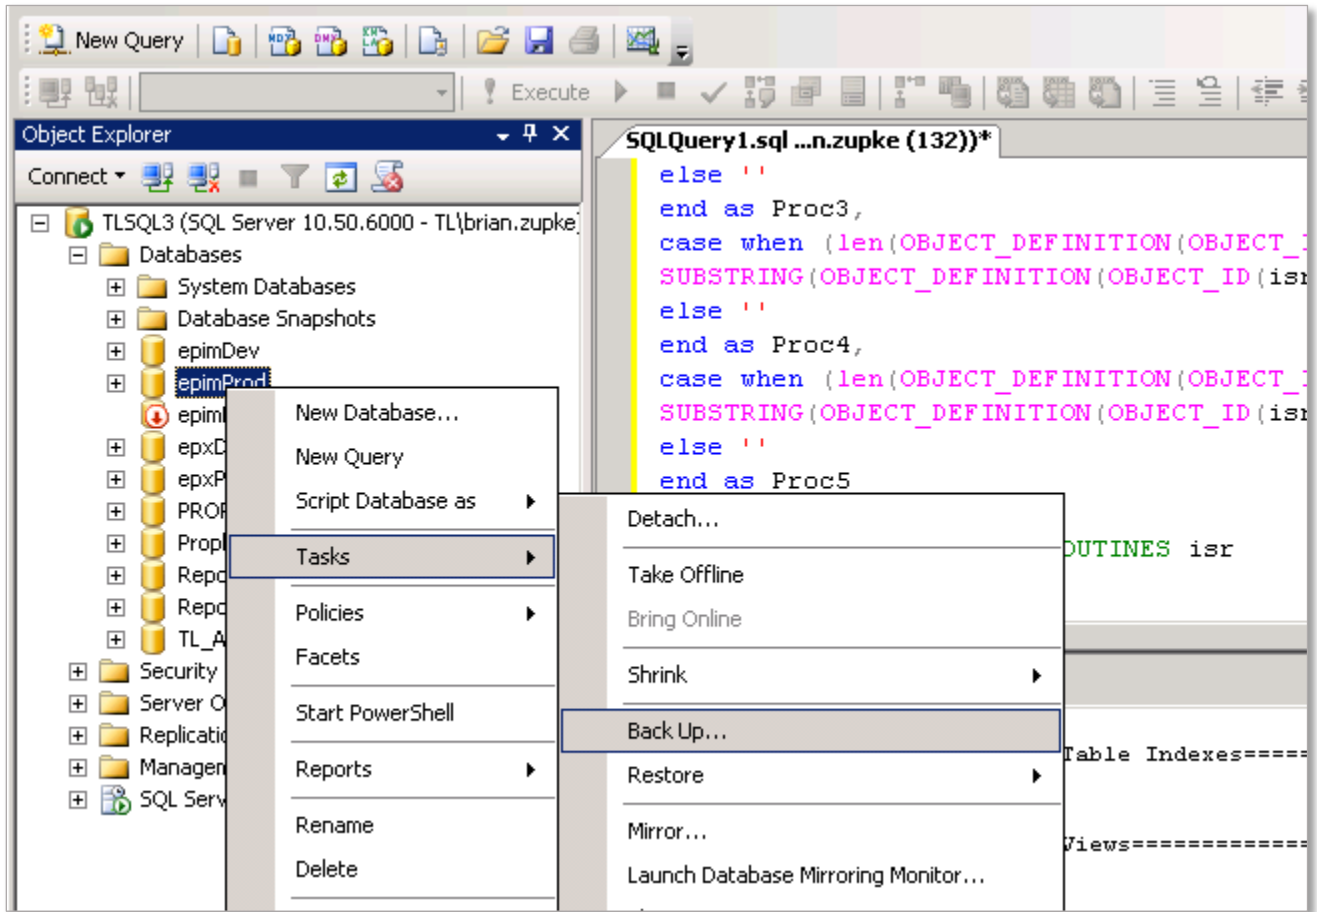 New Query
Execute
Object Explorer
SQLQuery1.sql ...n.zupke (132))*
Connect
TLSQL3 (SQL Server 10.50.6000 - TL\brian.zupke)
Databases
System Databases
Database Snapshots
epimDev
epimProd
New Database...
New Query
Script Database as
Tasks
Policies
Facets
Start PowerShell
Reports
Rename
Delete
Security
Detach...
Take Offline
Bring Online
Shrink
Back Up...
Restore
Mirror...
Launch Database Mirroring Monitor...
else ''
end as Proc3,
case when (len(OBJECT_DEFINITION(OBJECT_I
SUBSTRING(OBJECT_DEFINITION(OBJECT_ID(isr
else ''
end as Proc4,
case when (len(OBJECT_DEFINITION(OBJECT_I
SUBSTRING(OBJECT_DEFINITION(OBJECT_ID(isr
else ''
end as Proc5
OUTINES isr
Table Indexes=====
Views=============